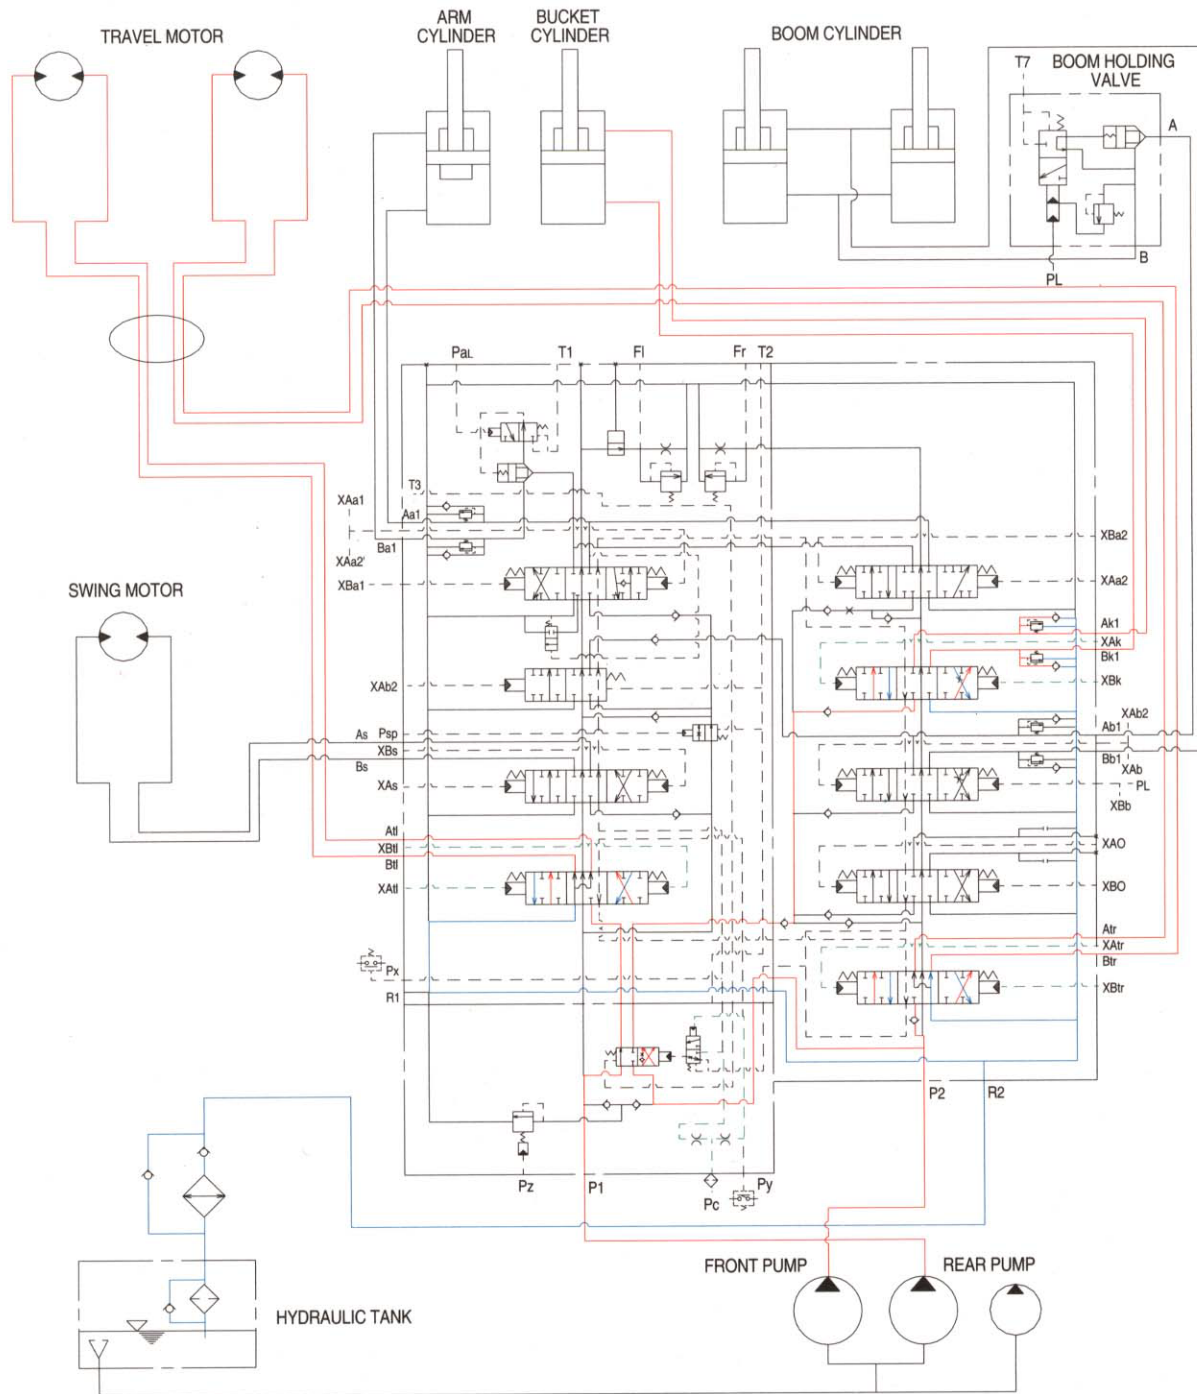 TRAVEL MOTOR
ARM
CYLINDER
BUCKET
CYLINDER
BOOM CYLINDER
T7
BOOM HOLDING
VALVE
A
B
PL
PaL
T1
Fl
Fr
T2
T3
XAa1
Aa1
Ba1
XAa2'
XBa1
XBa2
XAa2
SWING MOTOR
Ak1
XAk
Bk1
XBk
XAb2
XAb2
As
Psp
XBs
Bs
XAs
Ab1
Bb1
XAb
PL
XBb
Atl
XBtl
Btl
XAtl
XAO
XBO
Atr
XAtr
Btr
XBtr
Px
R1
P2
R2
Pz
P1
Pc
Py
FRONT PUMP
REAR PUMP
HYDRAULIC TANK